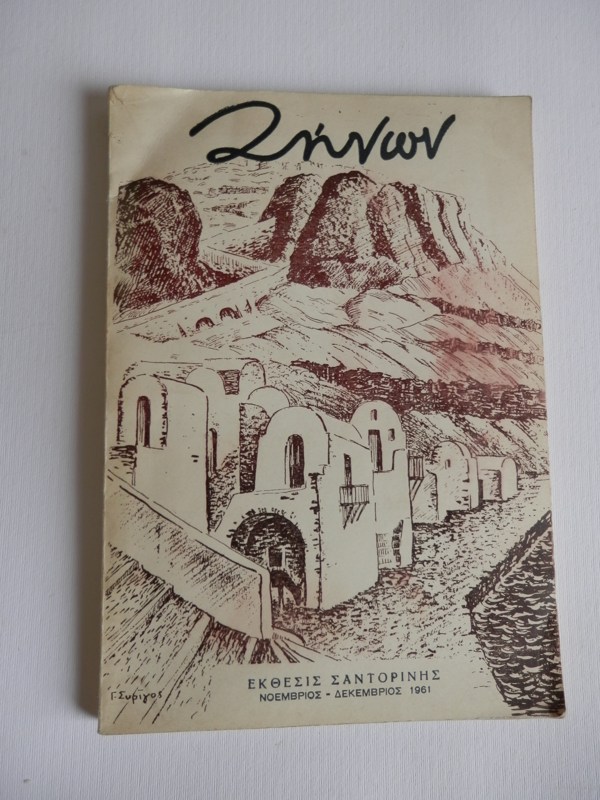 Ζήνων
ΕΚΘΕΣΙΣ ΣΑΝΤΟΡΙΝΗΣ
ΝΟΕΜΒΡΙΟΣ - ΔΕΚΕΜΒΡΙΟΣ 1961
Γ. Συρίγος